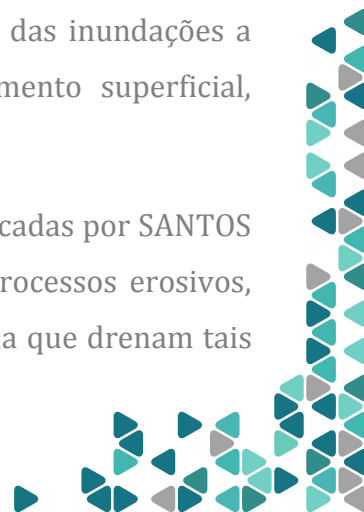 das inundações a
mento superficial,
cadas por SANTOS
rocessos erosivos,
a que drenam tais